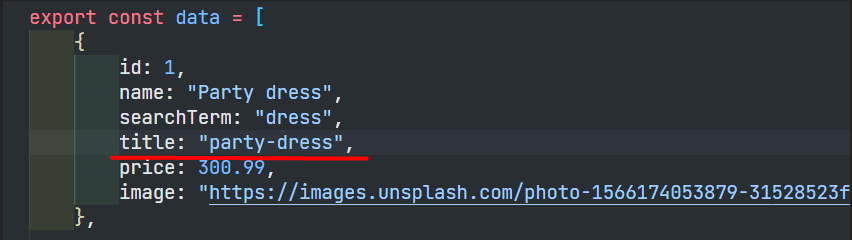 export const data = [
{
id: 1,
name: "Party dress",
searchTerm: "dress",
title: "party-dress",
price: 300.99,
image: "https://images.unsplash.com/photo-1566174053879-31528523f
},